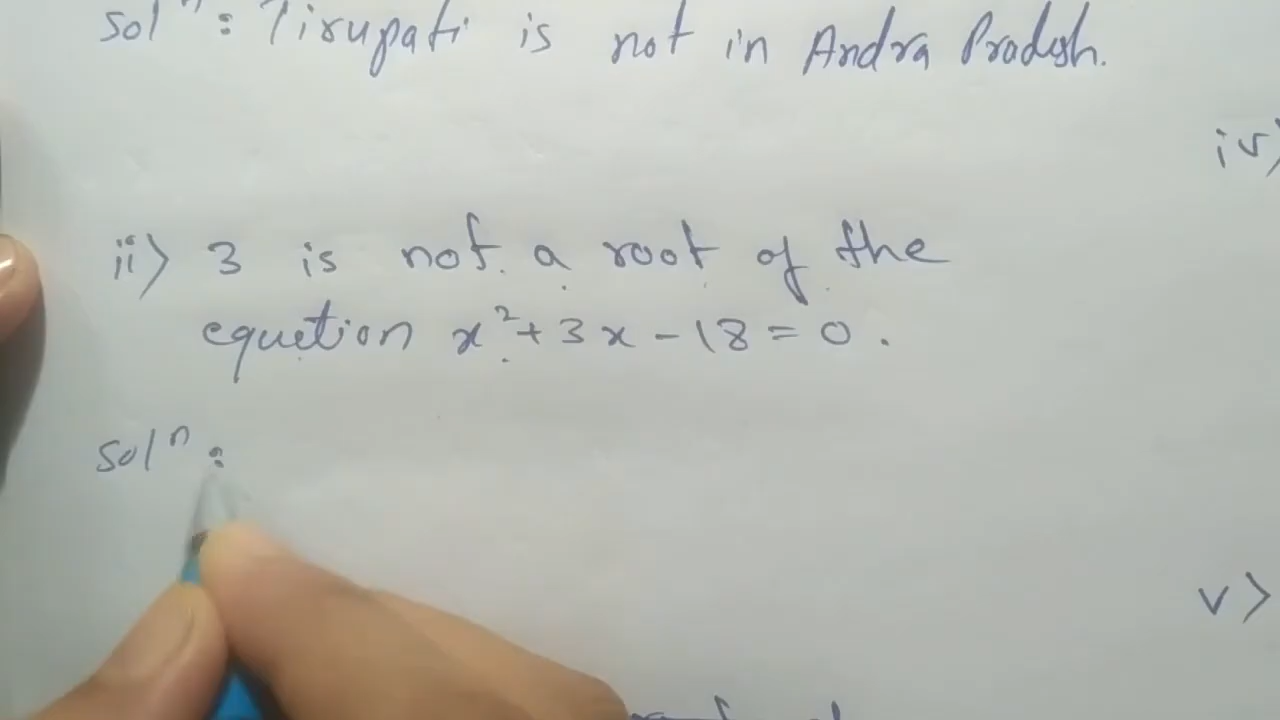 Solⁿ : Tirupati is not in Andra Pradesh.
iv)
ii) 3 is not a root of the
equetion x²+3x-18=0.
Solⁿ :
v)